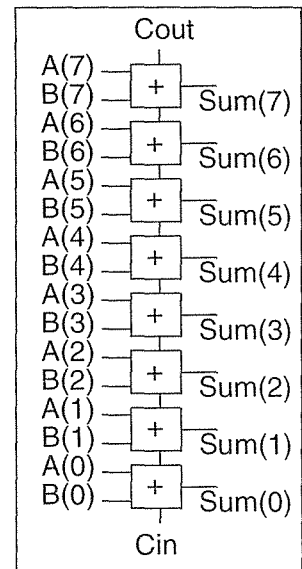 Cout
A(7)
B(7)
+
Sum(7)
A(6)
B(6)
+
Sum(6)
A(5)
B(5)
+
Sum(5)
A(4)
B(4)
+
Sum(4)
A(3)
B(3)
+
Sum(3)
A(2)
B(2)
+
Sum(2)
A(1)
B(1)
+
Sum(1)
A(0)
B(0)
+
Sum(0)
Cin